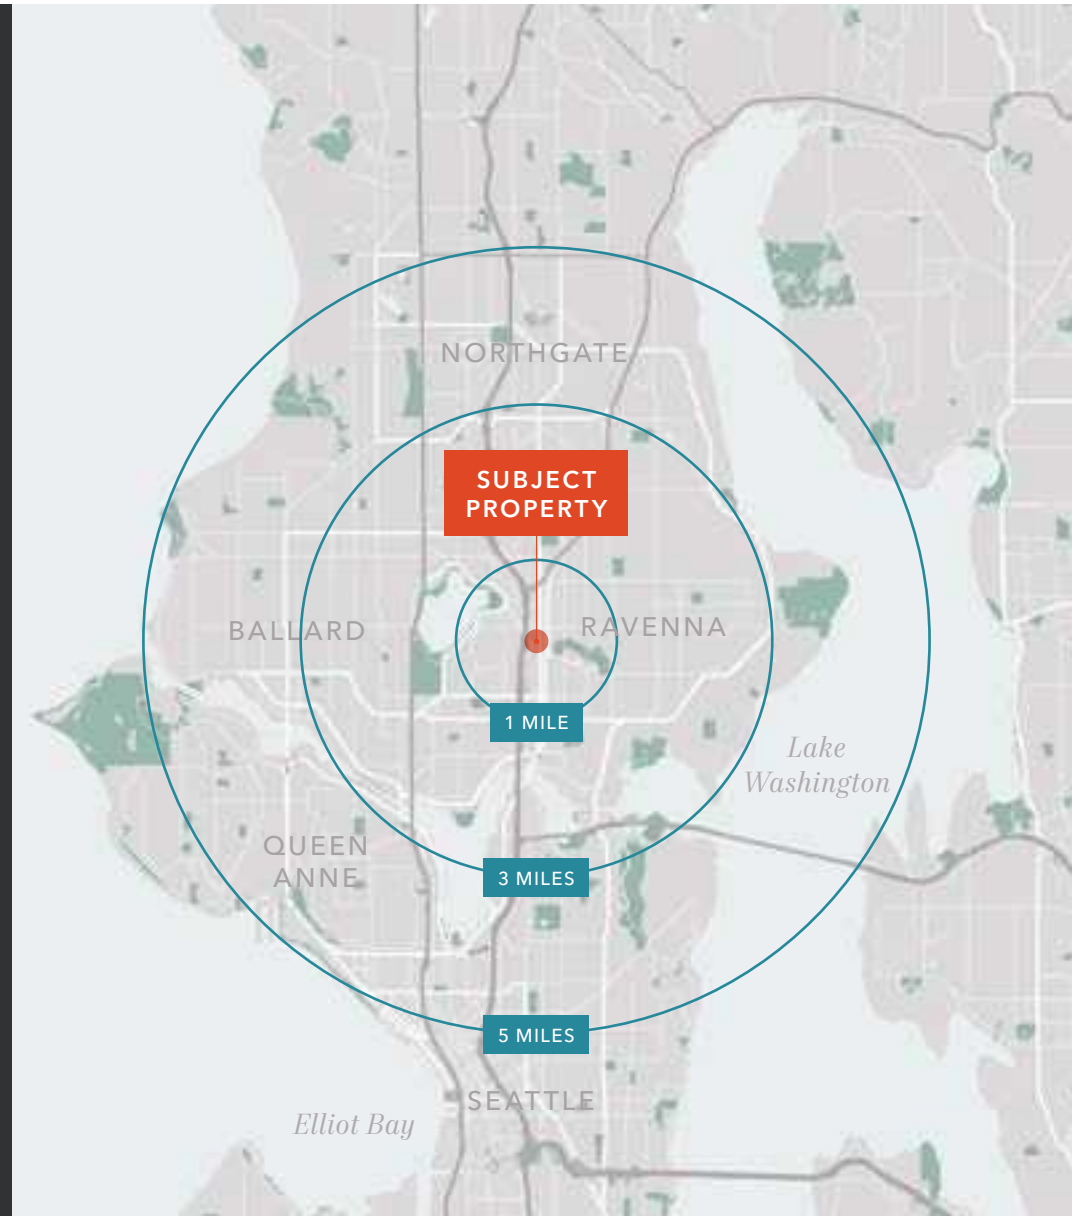 NORTHGATE
SUBJECT
PROPERTY
BALLARD
RAVENNA
1 MILE
Lake
Washington
QUEEN
ANNE
3 MILES
5 MILES
SEATTLE
Elliot Bay